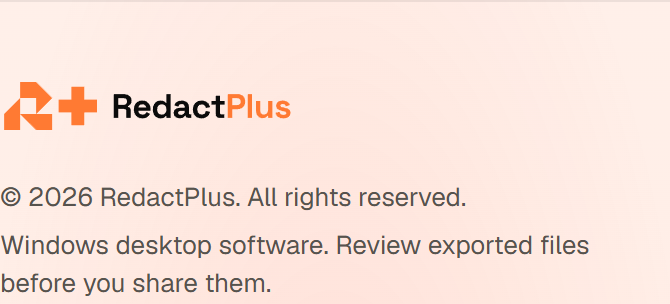 RedactPlus
© 2026 RedactPlus. All rights reserved.
Windows desktop software. Review exported files
before you share them.